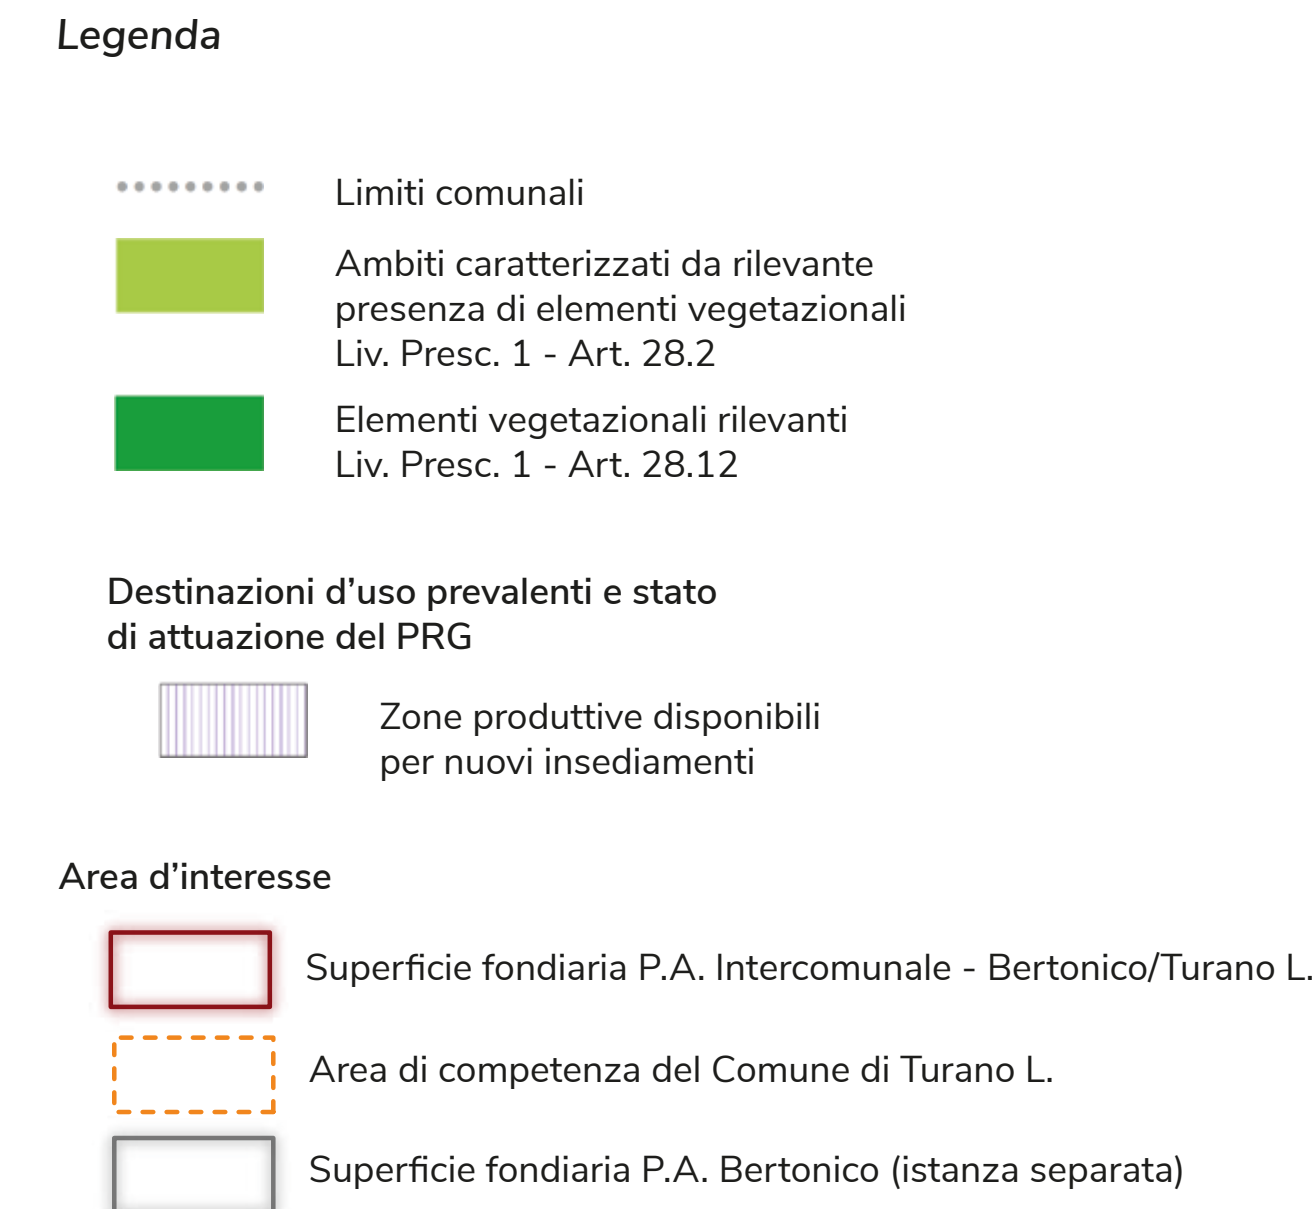 Legenda
Limiti comunali
Ambiti caratterizzati da rilevante
presenza di elementi vegetazionali
Liv. Presc. 1 - Art. 28.2
Elementi vegetazionali rilevanti
Liv. Presc. 1 - Art. 28.12
Destinazioni d’uso prevalenti e stato
di attuazione del PRG
Zone produttive disponibili
per nuovi insediamenti
Area d’interesse
Superficie fondiaria P.A. Intercomunale - Bertonico/Turano L.
Area di competenza del Comune di Turano L.
Superficie fondiaria P.A. Bertonico (istanza separata)